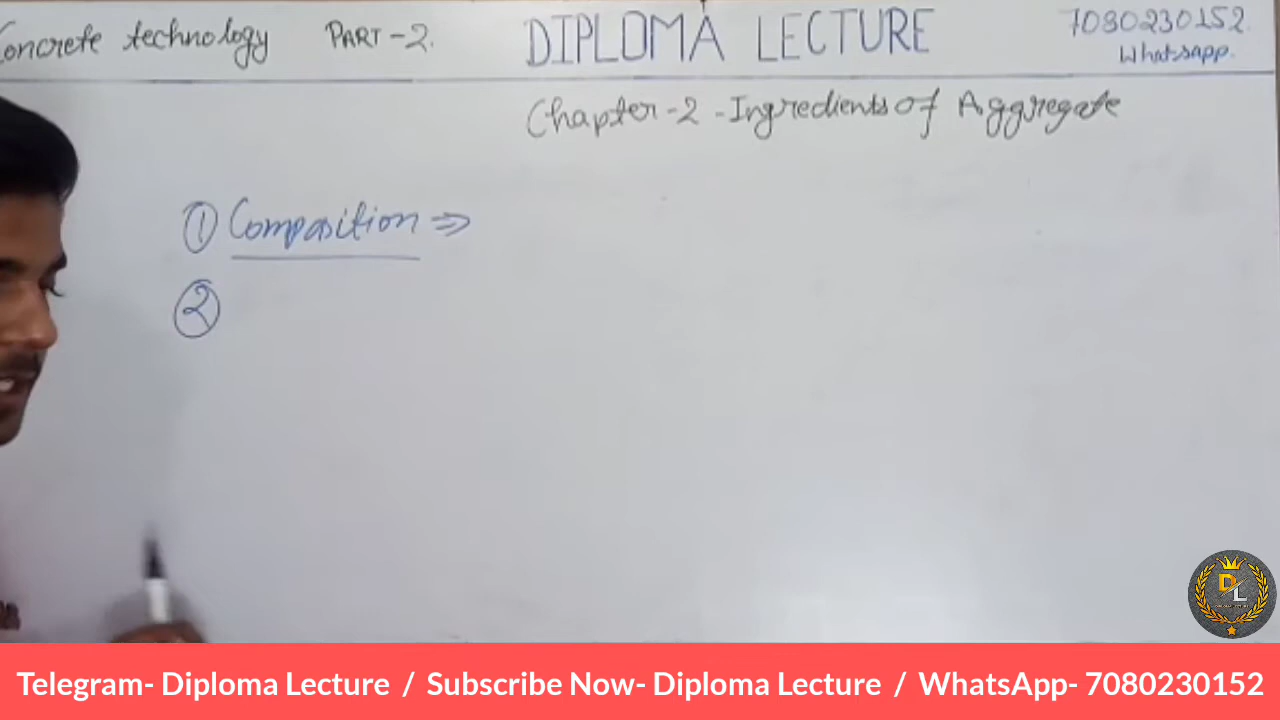 Concrete technology PART-2. DIPLOMA LECTURE 7080230152.
Whatsapp.
Chapter-2 - Ingredients of Aggregate
① Composition ⇒
②
DL
Telegram- Diploma Lecture / Subscribe Now- Diploma Lecture / WhatsApp- 7080230152